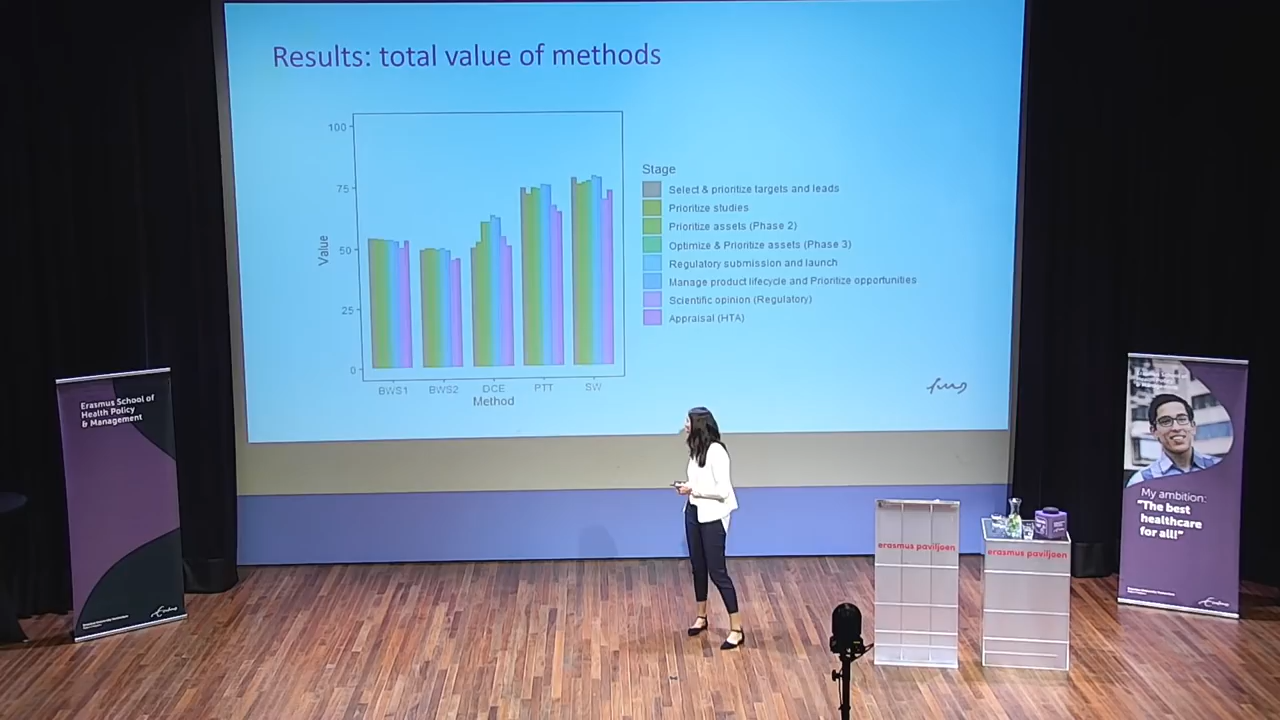 Results: total value of methods
100
75
50
25
0
Value
BWS1 BWS2 DCE PTT SW
Method
Stage
Select & prioritize targets and leads
Prioritize studies
Prioritize assets (Phase 2)
Optimize & Prioritize assets (Phase 3)
Regulatory submission and launch
Manage product lifecycle and Prioritize opportunities
Scientific opinion (Regulatory)
Appraisal (HTA)
Erasmus School of
Health Policy
& Management
erasmus paviljoen
erasmus paviljoen
My ambition:
"The best
healthcare
for all!"